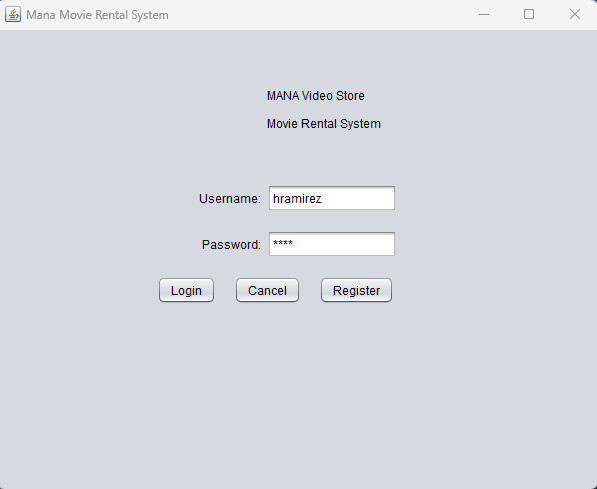 Mana Movie Rental System
MANA Video Store
Movie Rental System
Username: hramirez
Password: ****
Login Cancel Register